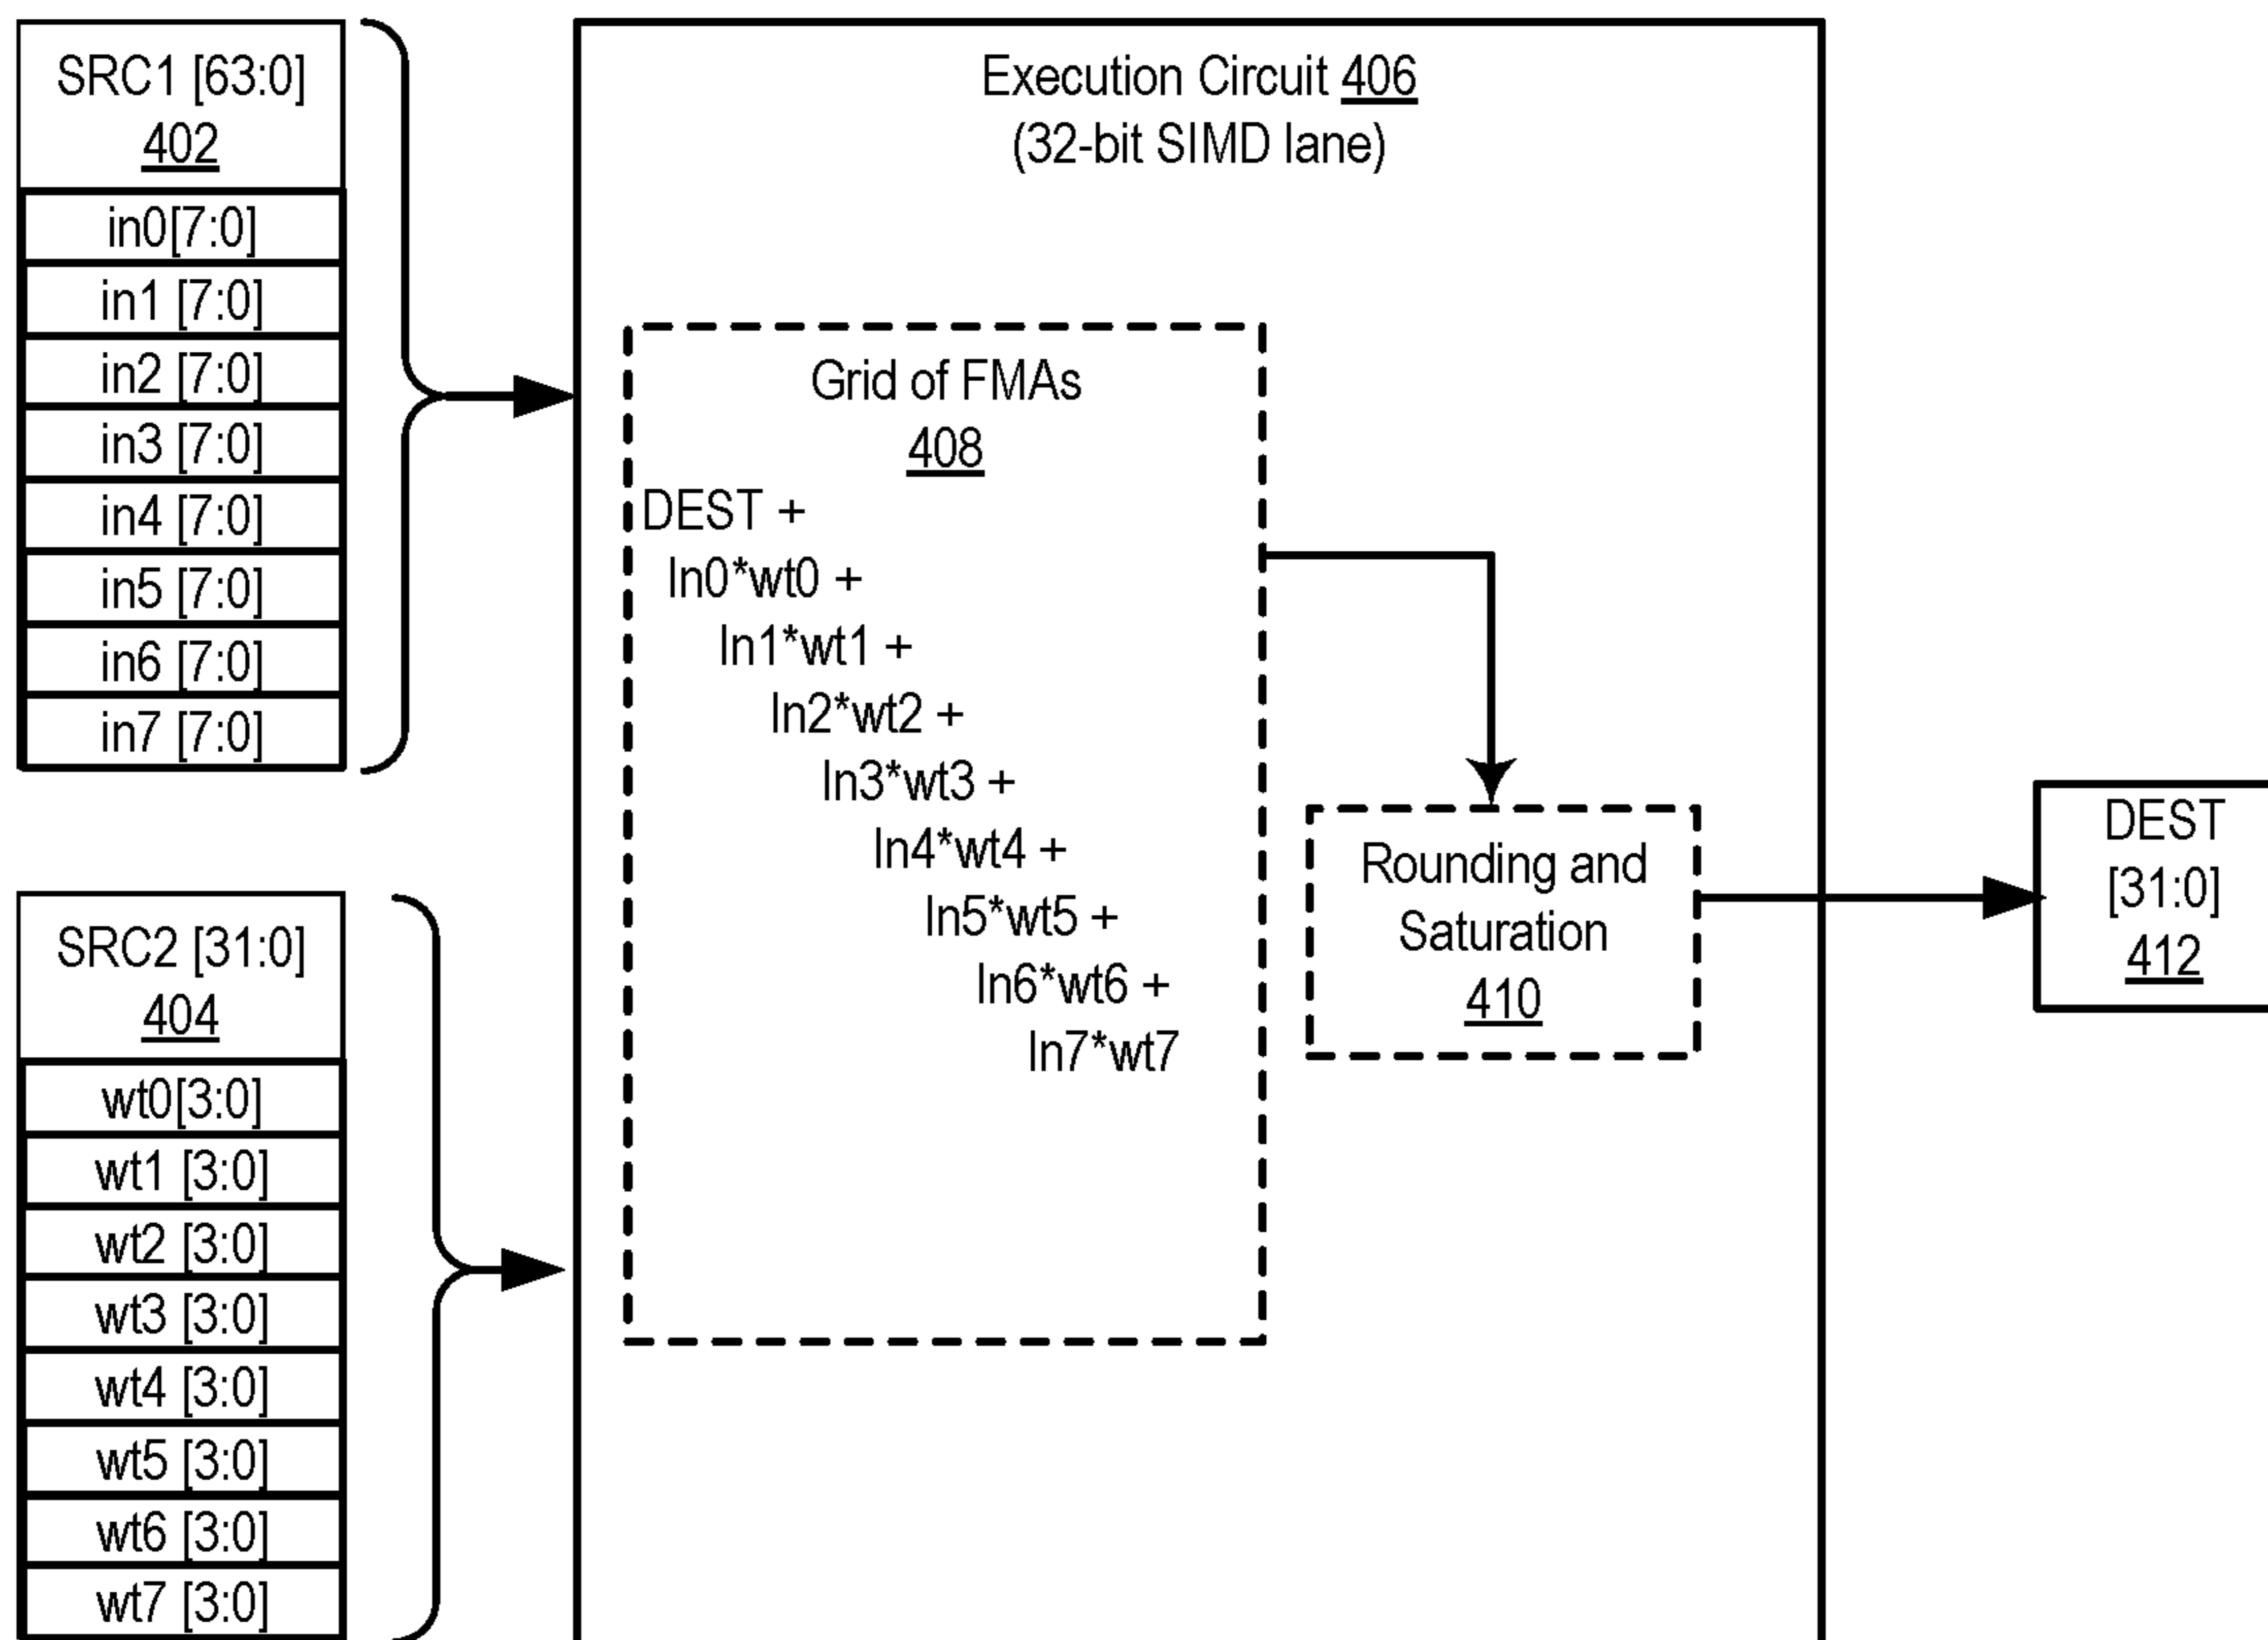 SRC1 [63:0]
402
in0[7:0]
in1 [7:0]
in2 [7:0]
in3 [7:0]
in4 [7:0]
in5 [7:0]
in6 [7:0]
in7 [7:0]
SRC2 [31:0]
404
wt0[3:0]
wt1 [3:0]
wt2 [3:0]
wt3 [3:0]
wt4 [3:0]
wt5 [3:0]
wt6 [3:0]
wt7 [3:0]
Execution Circuit 406
(32-bit SIMD lane)
Grid of FMAs
408
DEST +
In0*wt0 +
In1*wt1 +
In2*wt2 +
In3*wt3 +
In4*wt4 +
In5*wt5 +
In6*wt6 +
In7*wt7
Rounding and
Saturation
410
DEST
[31:0]
412